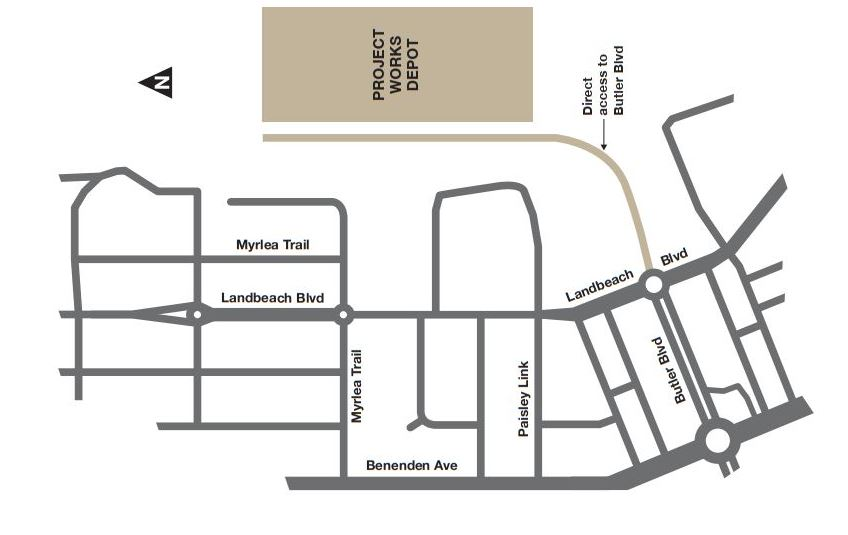 PROJECT
WORKS
DEPOT
Direct
access to
Butler Blvd
N
Myrlea Trail
Landbeach Blvd
Landbeach Blvd
Myrlea Trail
Paisley Link
Butler Blvd
Benenden Ave